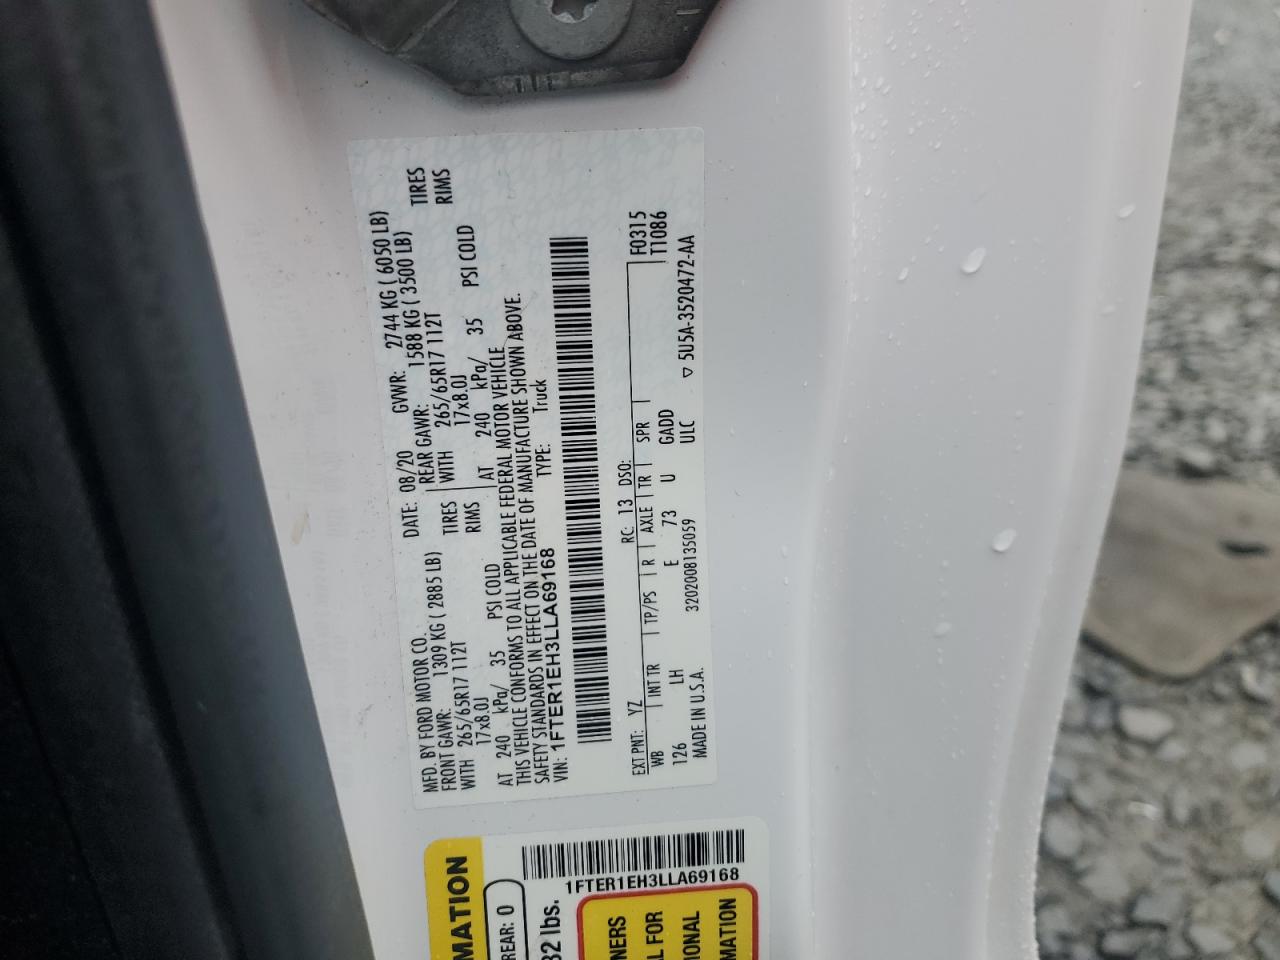 MFD. BY FORD MOTOR CO.
DATE: 08/20 GVWR: 2744 KG ( 6050 LB)
FRONT GAWR: 1309 KG ( 2885 LB)
REAR GAWR: 1588 KG ( 3500 LB)
WITH 265/65R17 112T TIRES
WITH 265/65R17 112T TIRES
17x8.0J RIMS
17x8.0J RIMS
AT 240 kPa/ 35 PSI COLD
AT 240 kPa/ 35 PSI COLD
THIS VEHICLE CONFORMS TO ALL APPLICABLE FEDERAL MOTOR VEHICLE
SAFETY STANDARDS IN EFFECT ON THE DATE OF MANUFACTURE SHOWN ABOVE.
VIN: 1FTER1EH3LLA69168
TYPE: Truck
EXT PNT: YZ RC: 13 DSO: F0315
WB INT TR TP/PS R AXLE TR SPR T1086
126 LH E 73 U GADD
MADE IN U.S.A. 3202008135059 ULC ▽ 5U5A-3520472-AA
MATION
REAR: 0
32 lbs.
1FTER1EH3LLA69168
NERS
L FOR
IONAL
MATION